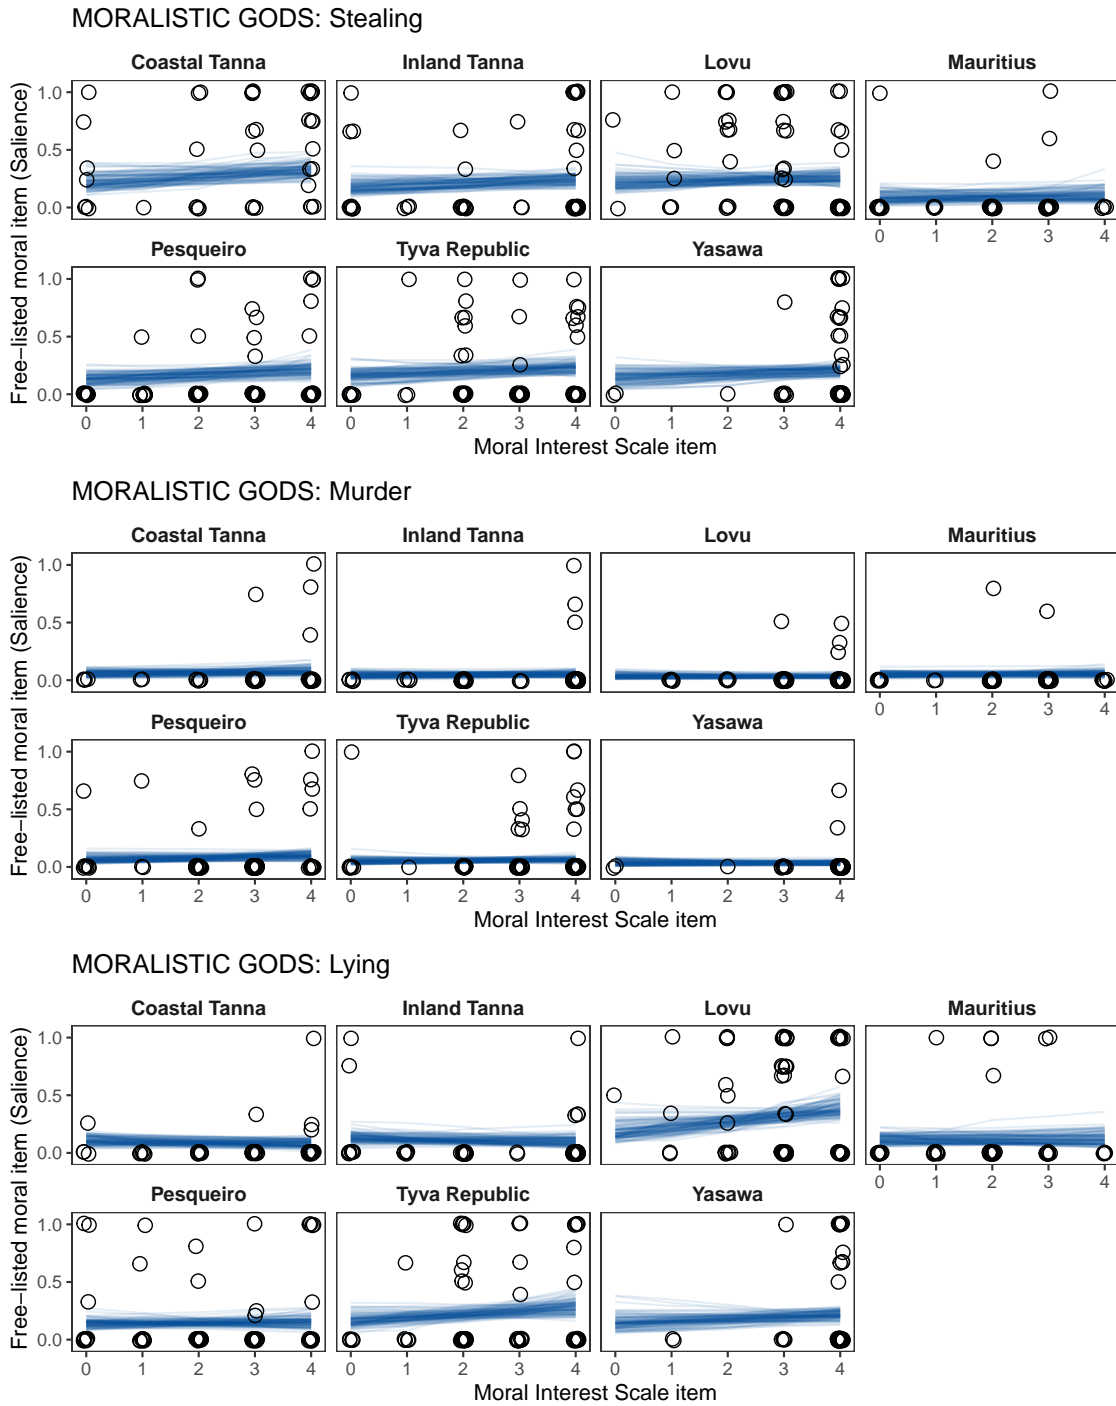 MORALISTIC GODS: Stealing
Coastal Tanna Inland Tanna Lovu Mauritius
1.0
0.5
0.0
0 1 2 3 4
Pesqueiro Tyva Republic Yasawa
1.0
0.5
0.0
0 1 2 3 4 0 1 2 3 4 0 1 2 3 4
Free−listed moral item (Salience)
Moral Interest Scale item
MORALISTIC GODS: Murder
Coastal Tanna Inland Tanna Lovu Mauritius
1.0
0.5
0.0
0 1 2 3 4
Pesqueiro Tyva Republic Yasawa
1.0
0.5
0.0
0 1 2 3 4 0 1 2 3 4 0 1 2 3 4
Free−listed moral item (Salience)
Moral Interest Scale item
MORALISTIC GODS: Lying
Coastal Tanna Inland Tanna Lovu Mauritius
1.0
0.5
0.0
0 1 2 3 4
Pesqueiro Tyva Republic Yasawa
1.0
0.5
0.0
0 1 2 3 4 0 1 2 3 4 0 1 2 3 4
Free−listed moral item (Salience)
Moral Interest Scale item